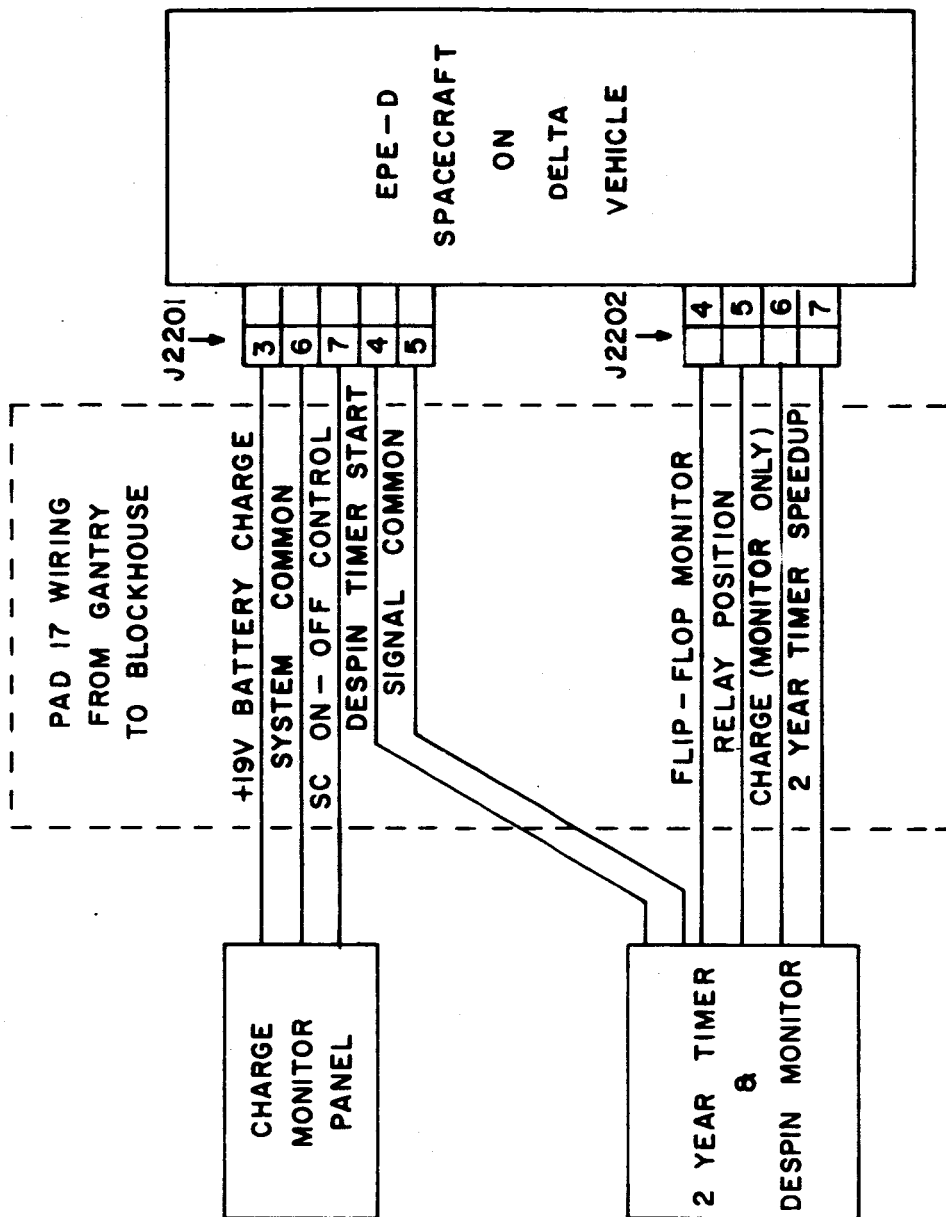 PAD 17 WIRING
FROM GANTRY
TO BLOCKHOUSE
EPE-D
SPACECRAFT
ON
DELTA
VEHICLE
J2201
3
6
7
4
5
+19V BATTERY CHARGE
SYSTEM COMMON
SC ON-OFF CONTROL
DESPIN TIMER START
SIGNAL COMMON
J2202
4
5
6
7
FLIP-FLOP MONITOR
RELAY POSITION
CHARGE (MONITOR ONLY)
2 YEAR TIMER SPEEDUP
CHARGE
MONITOR
PANEL
2 YEAR TIMER
&
DESPIN MONITOR